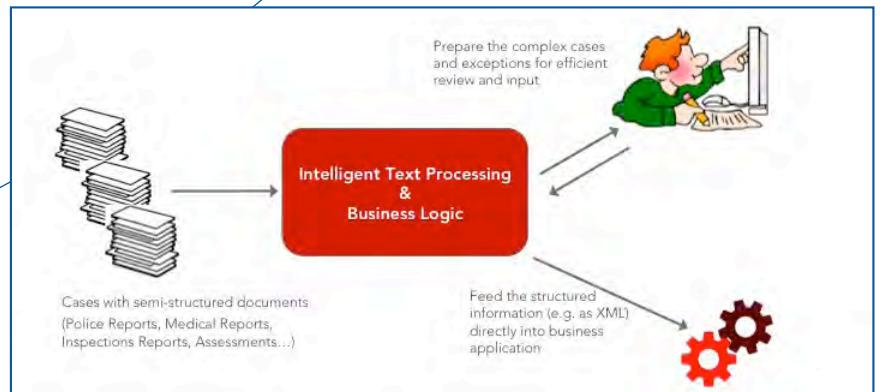 Prepare the complex cases
and exceptions for efficient
review and input
Intelligent Text Processing
&
Business Logic
Cases with semi-structured documents
(Police Reports, Medical Reports,
Inspections Reports, Assessments...)
Feed the structured
information (e.g. as XML)
directly into business
application